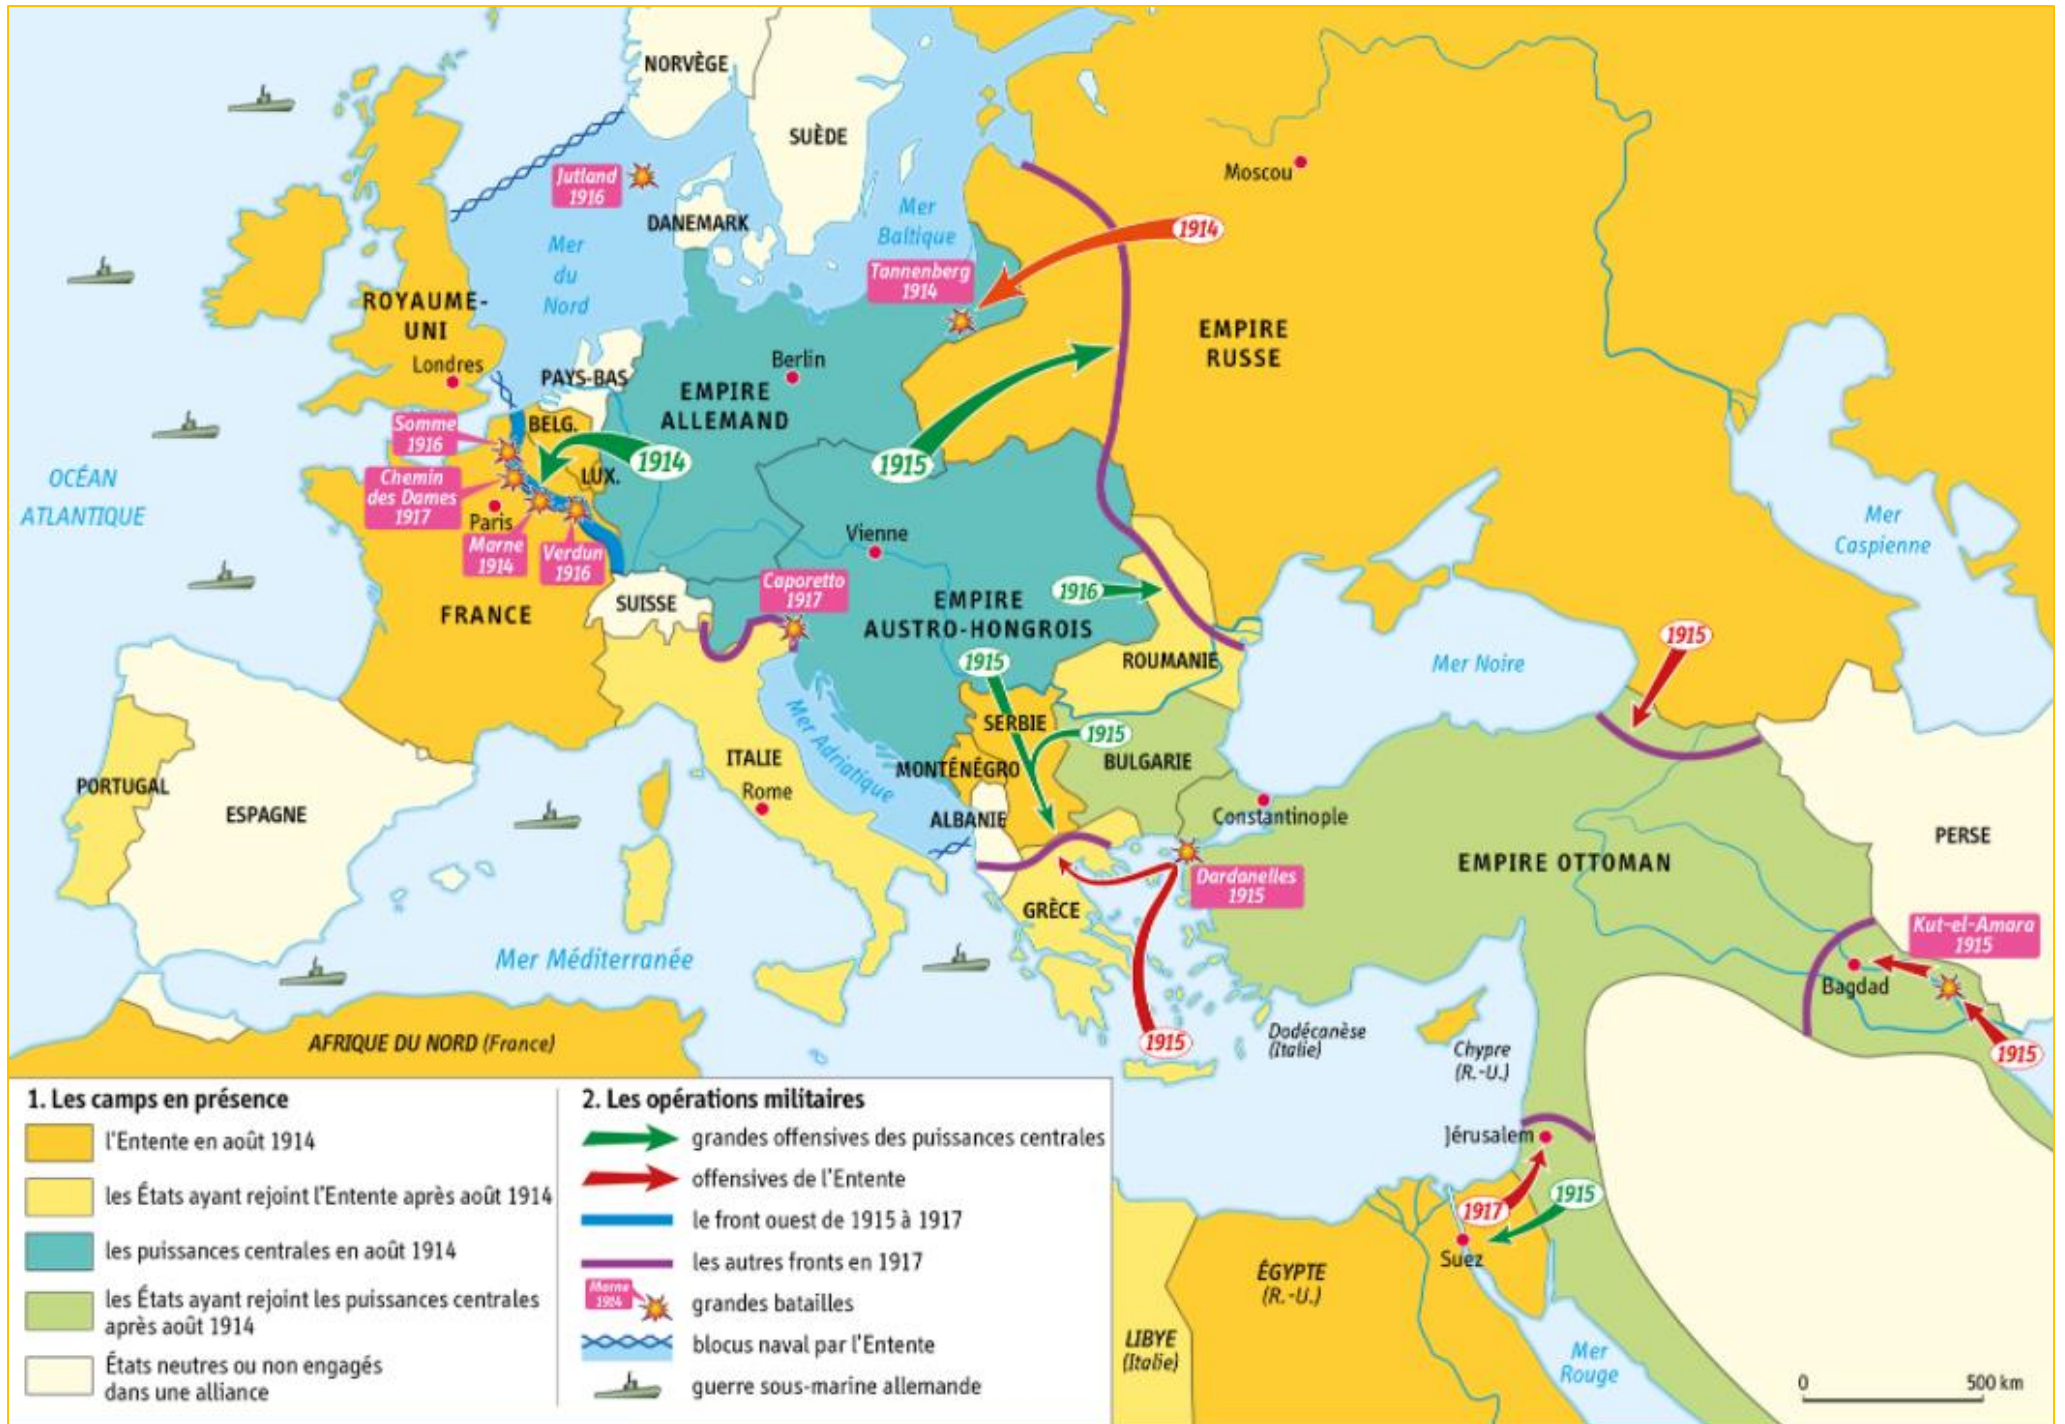 NORVÈGE
SUÈDE
Jutland
1916
DANEMARK
Mer
Baltique
Mer
du
Nord
Tannenberg
1914
1914
Moscou
ROYAUME-
UNI
Londres
PAYS-BAS
Berlin
EMPIRE
ALLEMAND
EMPIRE
RUSSE
Somme
1916
BELG.
1914
LUX.
1915
Chemin
des Dames
1917
Paris
Marne
1914
Verdun
1916
OCÉAN
ATLANTIQUE
Vienne
Caporetto
1917
SUISSE
FRANCE
EMPIRE
AUSTRO-HONGROIS
1916
1915
ROUMANIE
Mer Noire
1915
Mer
Caspienne
SERBIE
1915
BULGARIE
MONTÉNÉGRO
ALBANIE
Mer Adriatique
ITALIE
Rome
PORTUGAL
ESPAGNE
Constantinople
EMPIRE OTTOMAN
PERSE
Dardanelles
1915
GRÈCE
Kut-el-Amara
1915
Bagdad
1915
Mer Méditerranée
1915
Dodécanèse
(Italie)
Chypre
(R.-U.)
AFRIQUE DU NORD (France)
Jérusalem
1917
1915
Suez
ÉGYPTE
(R.-U.)
LIBYE
(Italie)
Mer
Rouge
0 500 km
1. Les camps en présence
l'Entente en août 1914
les États ayant rejoint l'Entente après août 1914
les puissances centrales en août 1914
les États ayant rejoint les puissances centrales
après août 1914
États neutres ou non engagés
dans une alliance
2. Les opérations militaires
grandes offensives des puissances centrales
offensives de l'Entente
le front ouest de 1915 à 1917
les autres fronts en 1917
Marne
1914
grandes batailles
blocus naval par l'Entente
guerre sous-marine allemande